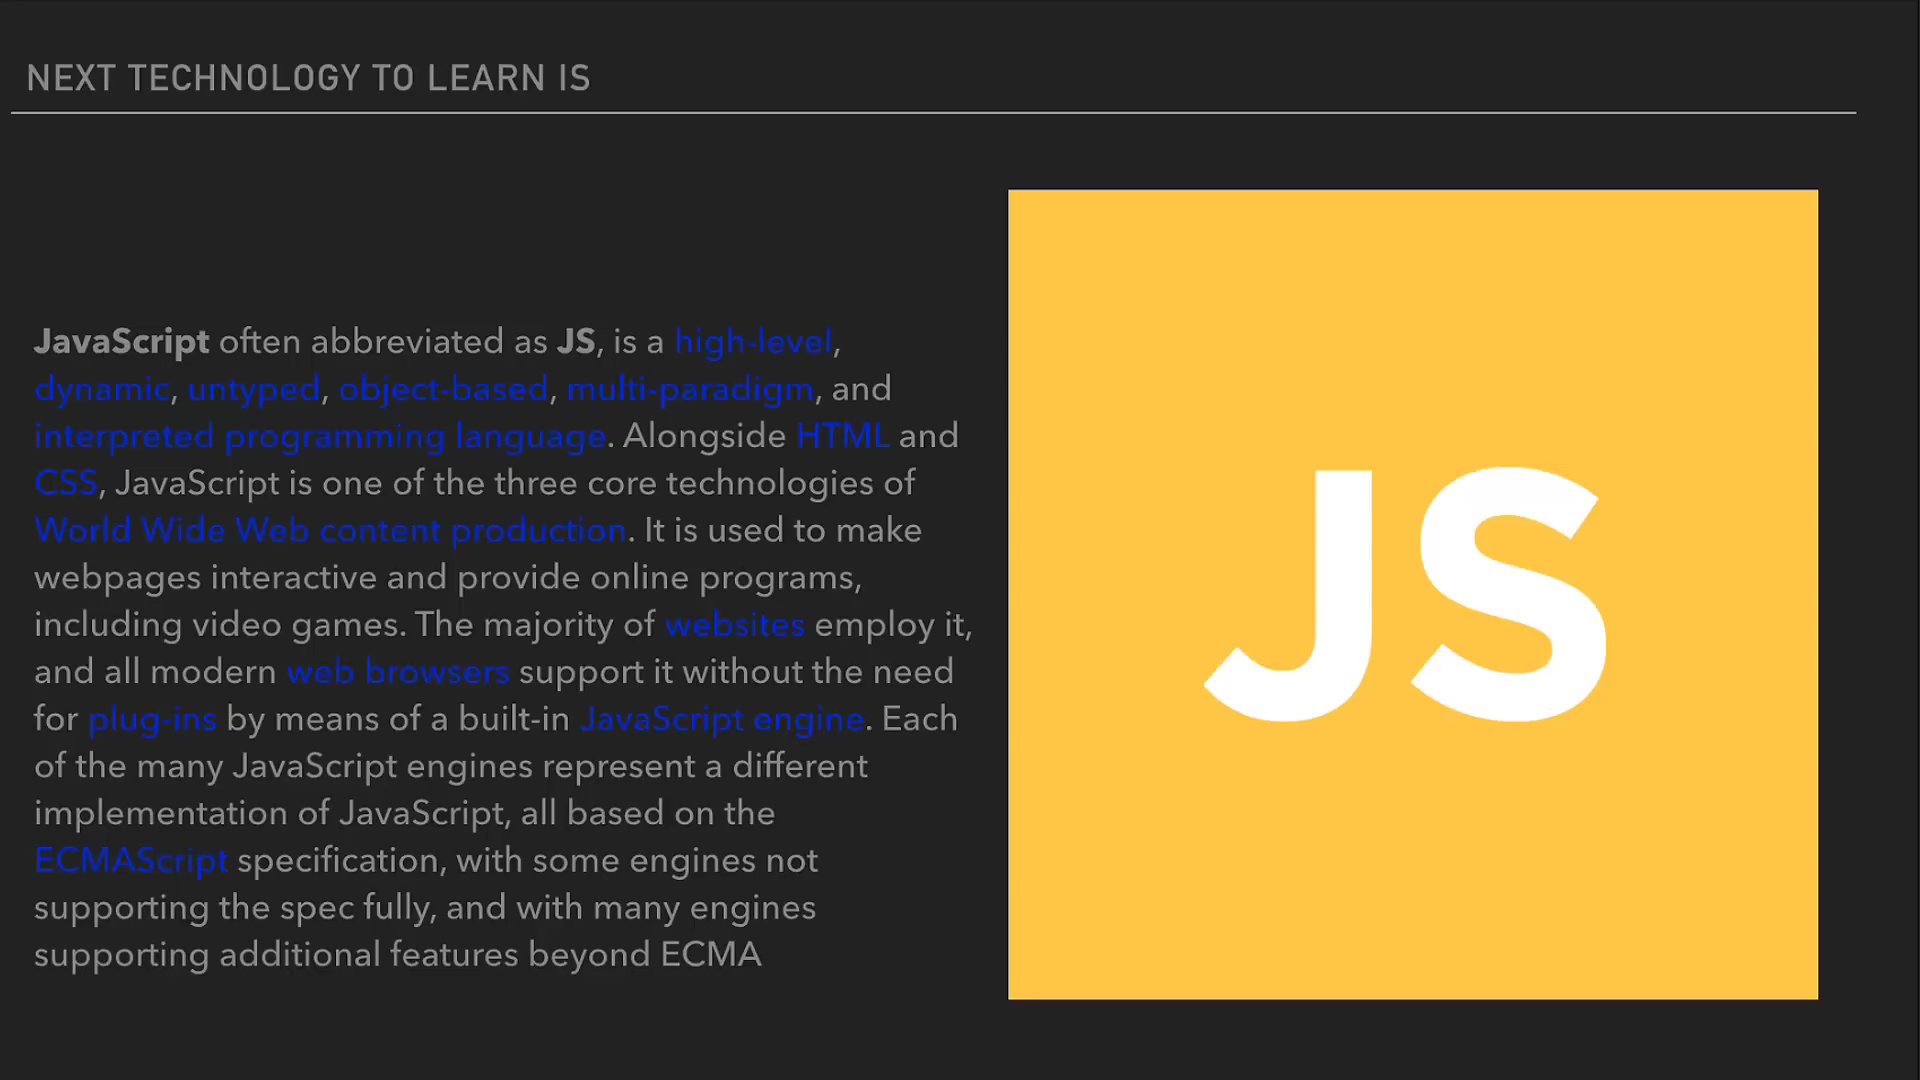 NEXT TECHNOLOGY TO LEARN IS
JavaScript often abbreviated as JS, is a high-level,
dynamic, untyped, object-based, multi-paradigm, and
interpreted programming language. Alongside HTML and
CSS, JavaScript is one of the three core technologies of
World Wide Web content production. It is used to make
webpages interactive and provide online programs,
including video games. The majority of websites employ it,
and all modern web browsers support it without the need
for plug-ins by means of a built-in JavaScript engine. Each
of the many JavaScript engines represent a different
implementation of JavaScript, all based on the
ECMAScript specification, with some engines not
supporting the spec fully, and with many engines
supporting additional features beyond ECMA
JS